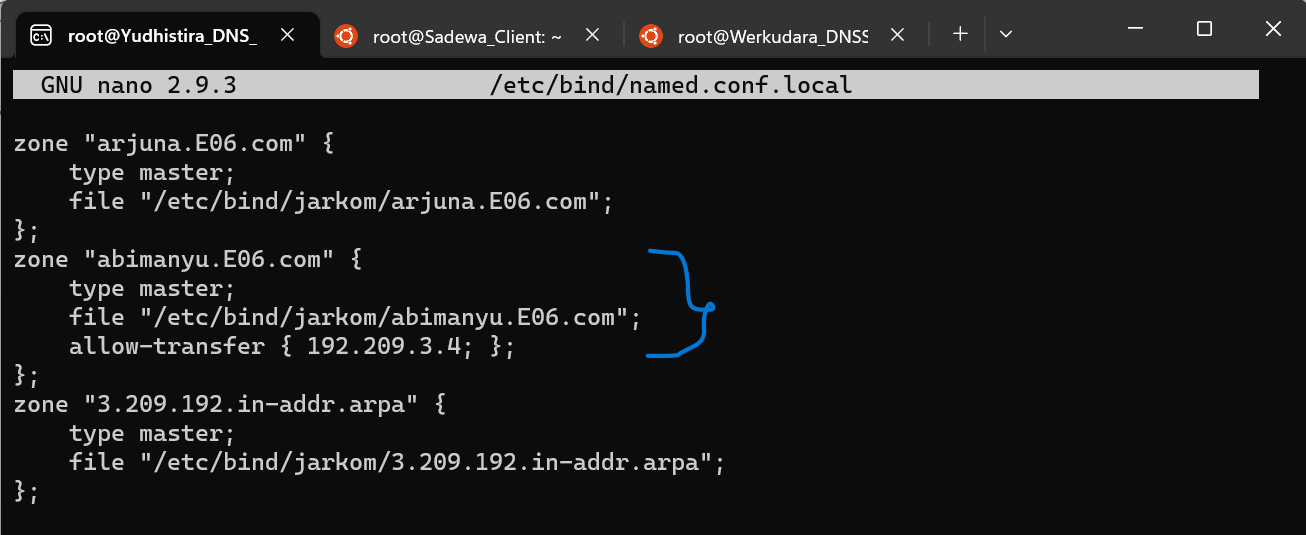 root@Yudhistira_DNS_
root@Sadewa_Client: ~
root@Werkudara_DNSS
GNU nano 2.9.3 /etc/bind/named.conf.local
zone "arjuna.E06.com" {
    type master;
    file "/etc/bind/jarkom/arjuna.E06.com";
};
zone "abimanyu.E06.com" {
    type master;
    file "/etc/bind/jarkom/abimanyu.E06.com";
    allow-transfer { 192.209.3.4; };
};
zone "3.209.192.in-addr.arpa" {
    type master;
    file "/etc/bind/jarkom/3.209.192.in-addr.arpa";
};